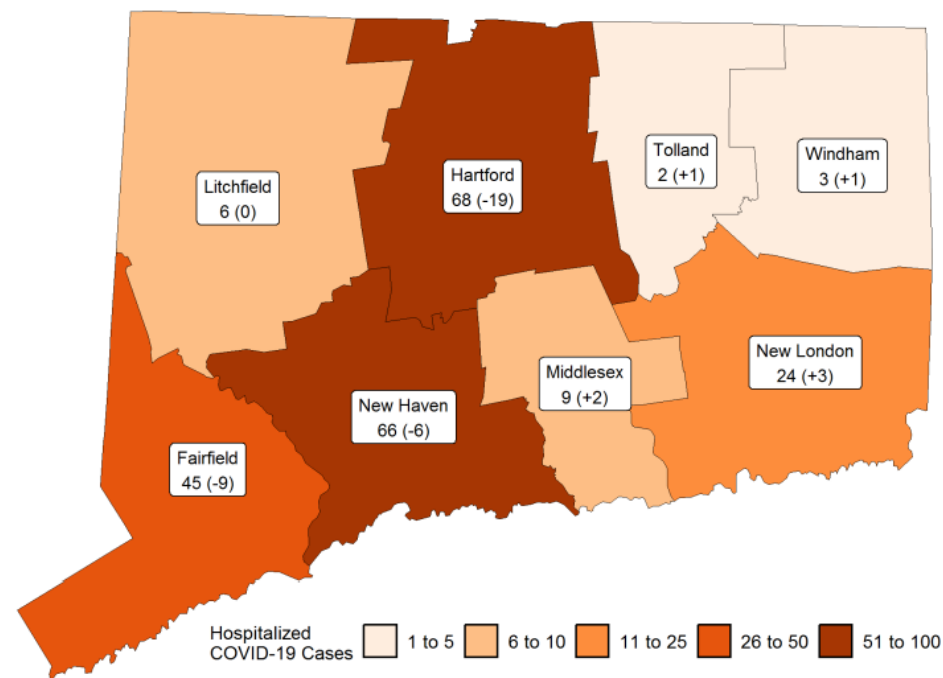 Litchfield
6 (0)
Hartford
68 (-19)
Tolland
2 (+1)
Windham
3 (+1)
Fairfield
45 (-9)
New Haven
66 (-6)
Middlesex
9 (+2)
New London
24 (+3)
Hospitalized
COVID-19 Cases
1 to 5
6 to 10
11 to 25
26 to 50
51 to 100